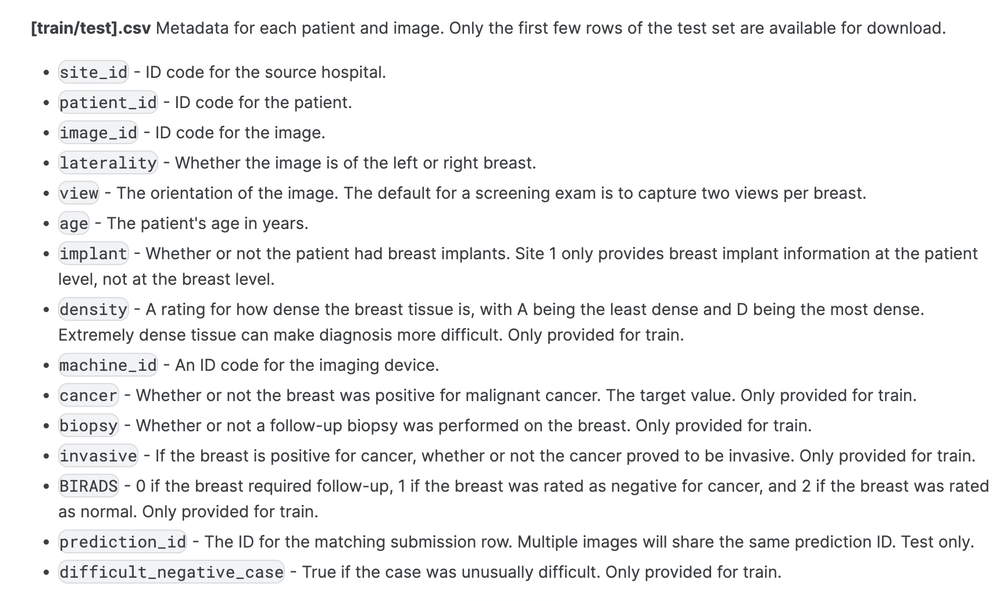 [train/test].csv Metadata for each patient and image. Only the first few rows of the test set are available for download.
• site_id - ID code for the source hospital.
• patient_id - ID code for the patient.
• image_id - ID code for the image.
• laterality - Whether the image is of the left or right breast.
• view - The orientation of the image. The default for a screening exam is to capture two views per breast.
• age - The patient's age in years.
• implant - Whether or not the patient had breast implants. Site 1 only provides breast implant information at the patient
level, not at the breast level.
• density - A rating for how dense the breast tissue is, with A being the least dense and D being the most dense.
Extremely dense tissue can make diagnosis more difficult. Only provided for train.
• machine_id - An ID code for the imaging device.
• cancer - Whether or not the breast was positive for malignant cancer. The target value. Only provided for train.
• biopsy - Whether or not a follow-up biopsy was performed on the breast. Only provided for train.
• invasive - If the breast is positive for cancer, whether or not the cancer proved to be invasive. Only provided for train.
• BIRADS - 0 if the breast required follow-up, 1 if the breast was rated as negative for cancer, and 2 if the breast was rated
as normal. Only provided for train.
• prediction_id - The ID for the matching submission row. Multiple images will share the same prediction ID. Test only.
• difficult_negative_case - True if the case was unusually difficult. Only provided for train.